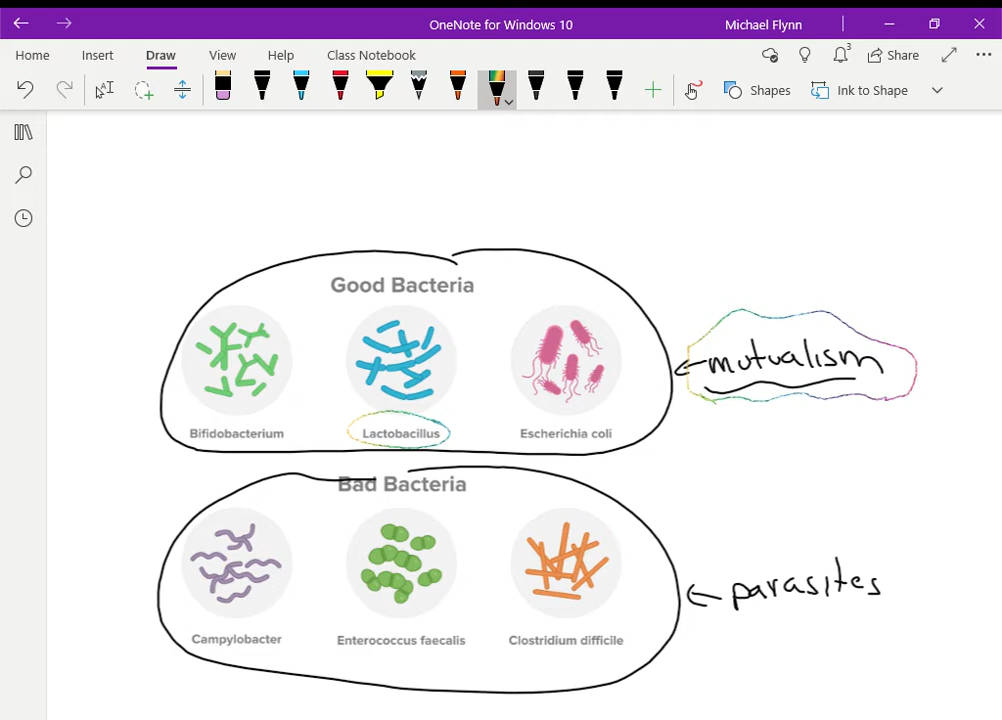 OneNote for Windows 10
Michael Flynn
Home Insert Draw View Help Class Notebook
3 Share
Shapes Ink to Shape
Good Bacteria
mutualism
Bifidobacterium Lactobacillus Escherichia coli
Bad Bacteria
parasites
Campylobacter Enterococcus faecalis Clostridium difficile